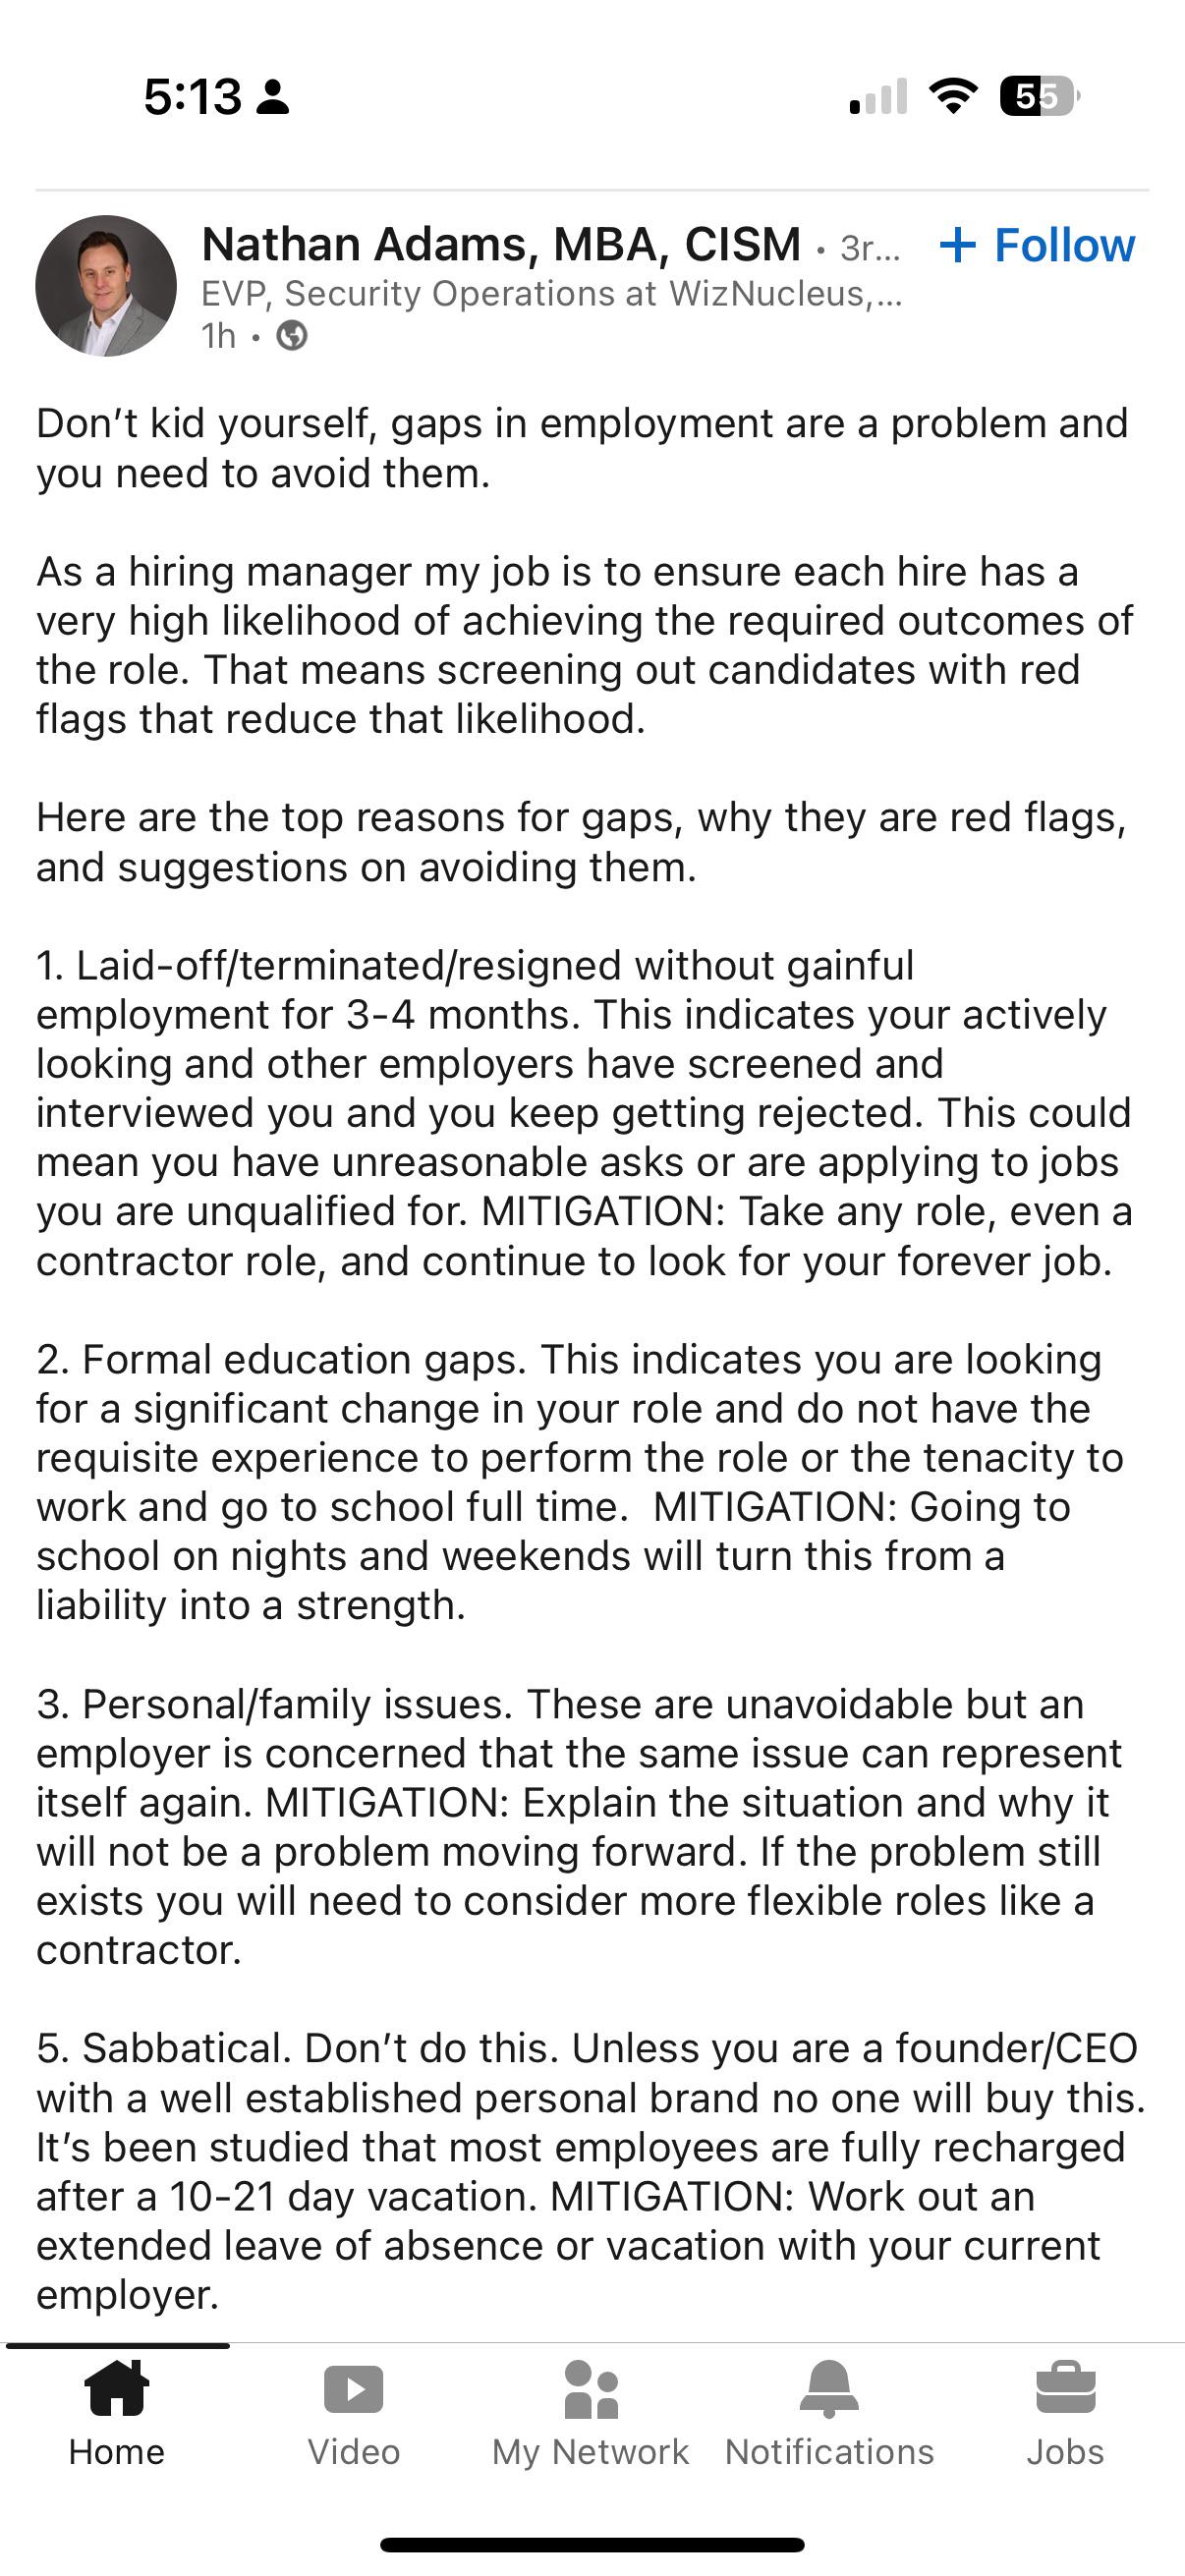 5:13
55
Nathan Adams, MBA, CISM • 3r... + Follow
EVP, Security Operations at WizNucleus,...
1h •
Don’t kid yourself, gaps in employment are a problem and
you need to avoid them.
As a hiring manager my job is to ensure each hire has a
very high likelihood of achieving the required outcomes of
the role. That means screening out candidates with red
flags that reduce that likelihood.
Here are the top reasons for gaps, why they are red flags,
and suggestions on avoiding them.
1. Laid-off/terminated/resigned without gainful
employment for 3-4 months. This indicates your actively
looking and other employers have screened and
interviewed you and you keep getting rejected. This could
mean you have unreasonable asks or are applying to jobs
you are unqualified for. MITIGATION: Take any role, even a
contractor role, and continue to look for your forever job.
2. Formal education gaps. This indicates you are looking
for a significant change in your role and do not have the
requisite experience to perform the role or the tenacity to
work and go to school full time.  MITIGATION: Going to
school on nights and weekends will turn this from a
liability into a strength.
3. Personal/family issues. These are unavoidable but an
employer is concerned that the same issue can represent
itself again. MITIGATION: Explain the situation and why it
will not be a problem moving forward. If the problem still
exists you will need to consider more flexible roles like a
contractor.
5. Sabbatical. Don’t do this. Unless you are a founder/CEO
with a well established personal brand no one will buy this.
It’s been studied that most employees are fully recharged
after a 10-21 day vacation. MITIGATION: Work out an
extended leave of absence or vacation with your current
employer.
Home Video My Network Notifications Jobs